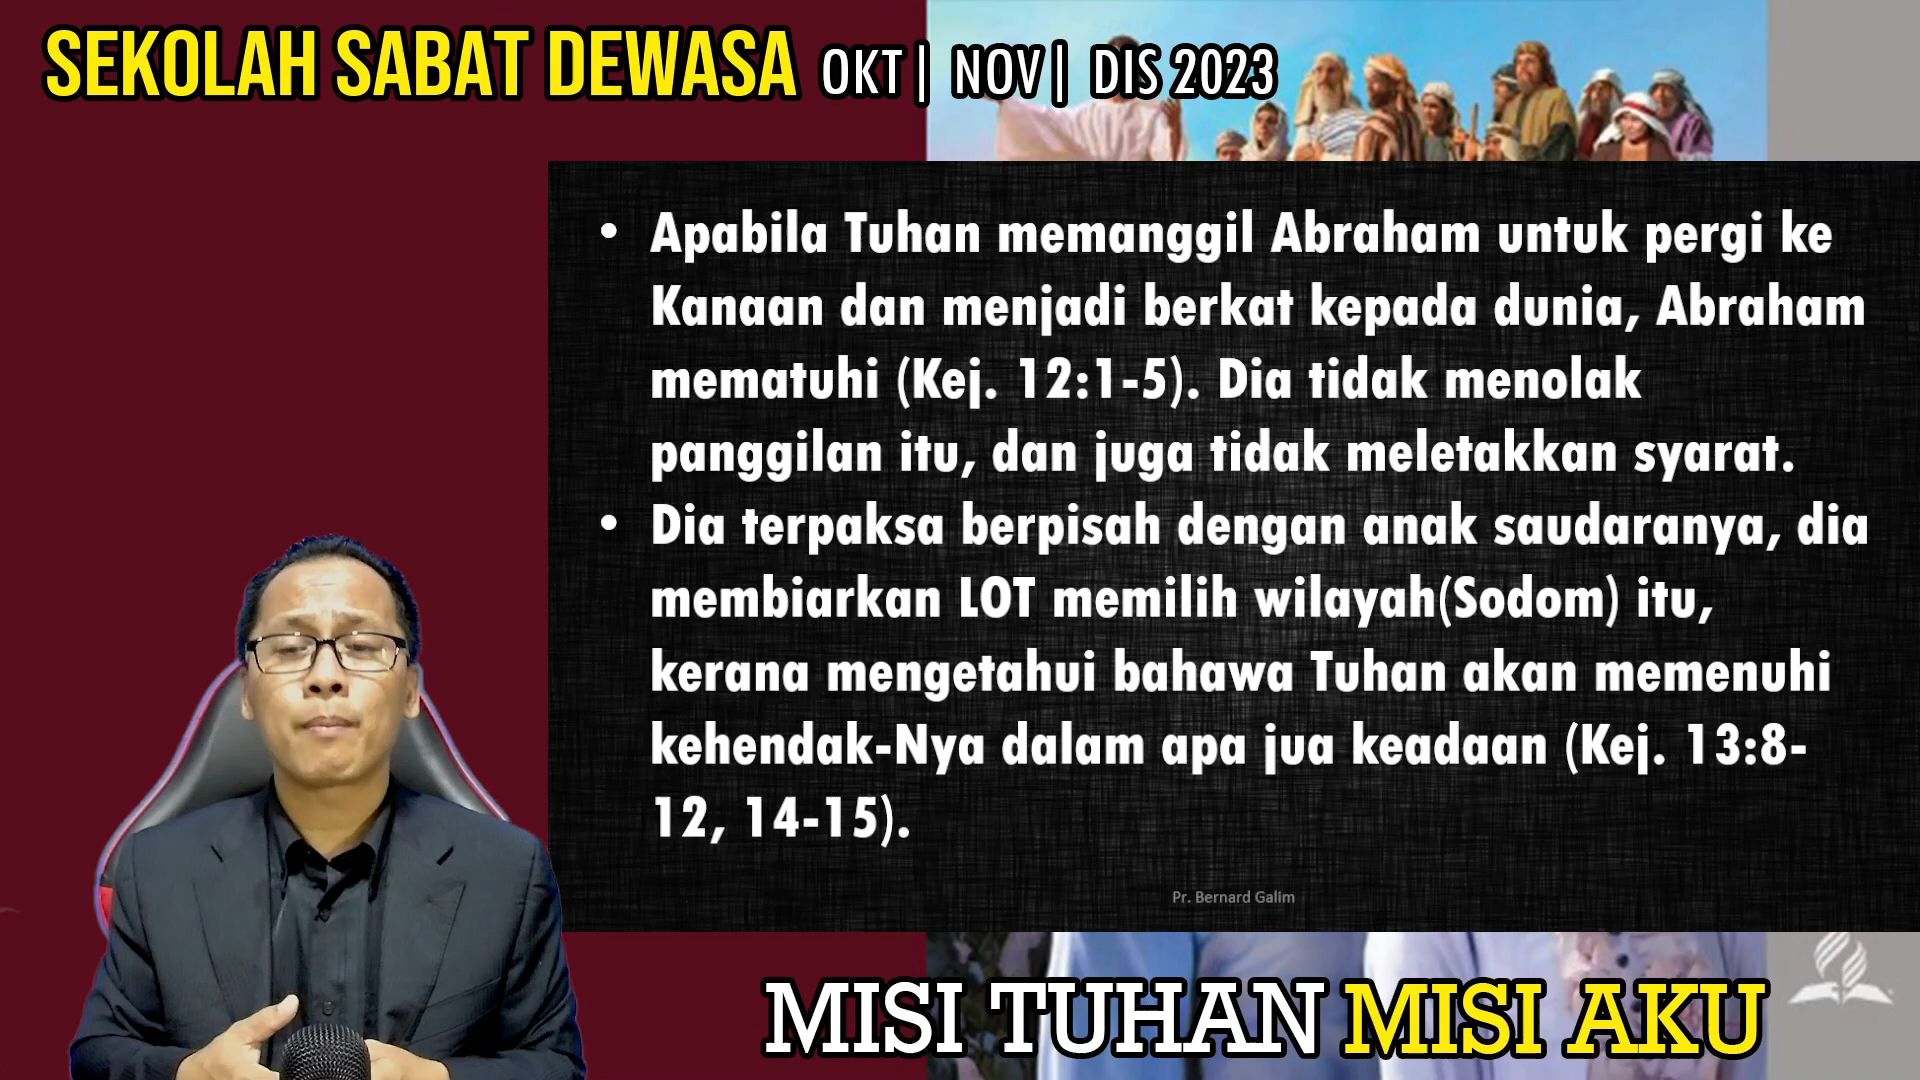 SEKOLAH SABAT DEWASA OKT | NOV | DIS 2023
• Apabila Tuhan memanggil Abraham untuk pergi ke
Kanaan dan menjadi berkat kepada dunia, Abraham
mematuhi (Kej. 12:1-5). Dia tidak menolak
panggilan itu, dan juga tidak meletakkan syarat.
• Dia terpaksa berpisah dengan anak saudaranya, dia
membiarkan LOT memilih wilayah(Sodom) itu,
kerana mengetahui bahawa Tuhan akan memenuhi
kehendak-Nya dalam apa jua keadaan (Kej. 13:8-
12, 14-15).
Pr. Bernard Galim
MISI TUHAN MISI AKU